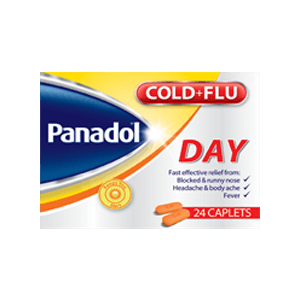 COLD+FLU
Panadol
DAY
Fast effective relief from:
Blocked & runny nose ✓
Headache & body ache ✓
Fever ✓
24 CAPLETS